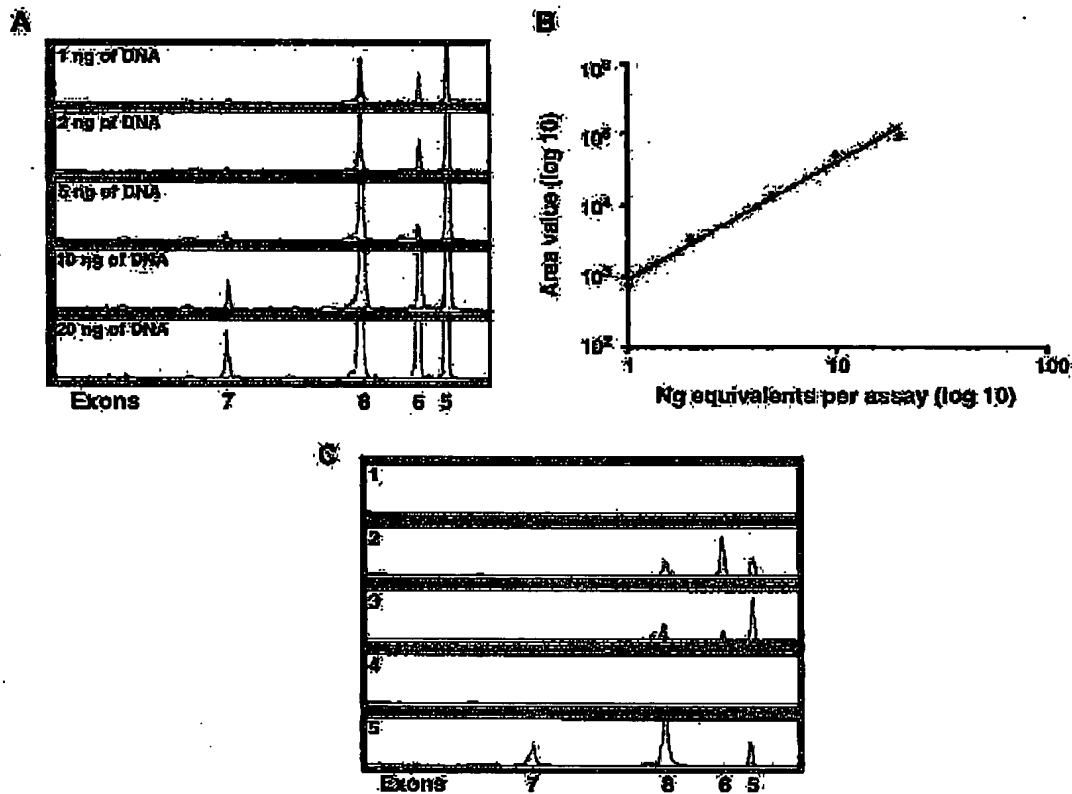 A
1 ng of DNA
2 ng of DNA
5 ng of DNA
10 ng of DNA
20 ng of DNA
Exons 7 8 6 5
B
Area value (log 10)
10⁶
10⁵
10⁴
10³
10²
1 10 100
Ng equivalents per assay (log 10)
C
1
2
3
4
5
Exons 7 8 6 5